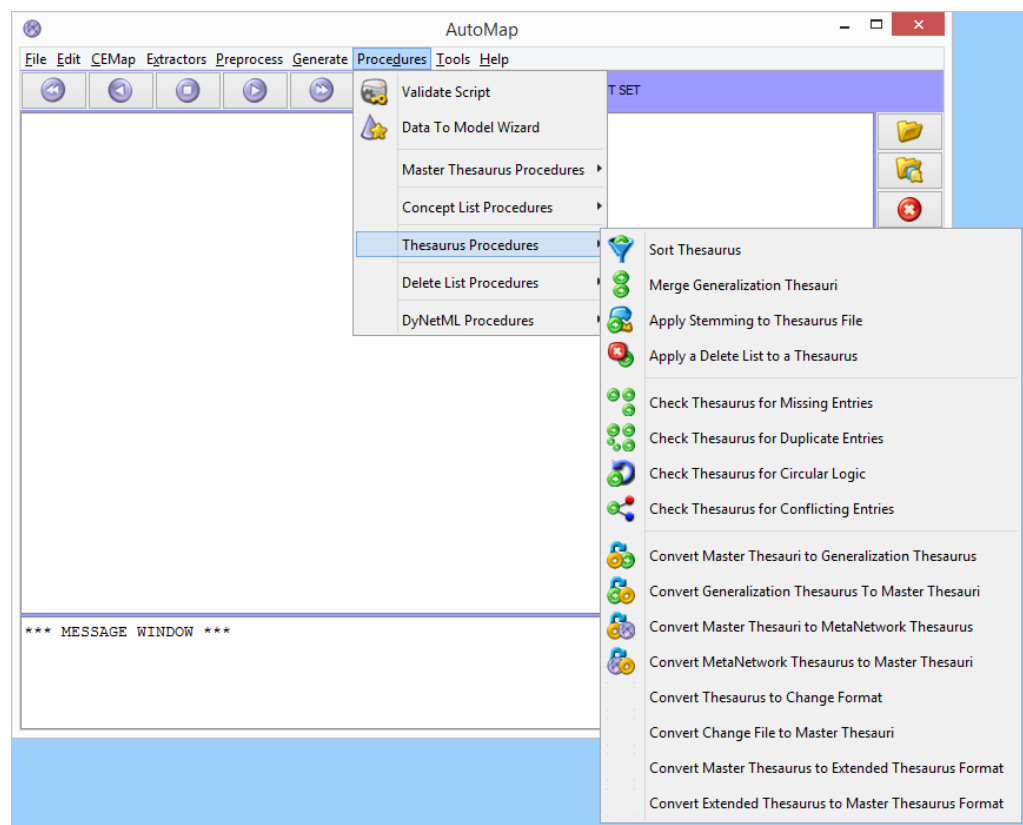 AutoMap
File Edit CEMap Extractors Preprocess Generate Procedures Tools Help
Validate Script
T SET
Data To Model Wizard
Master Thesaurus Procedures
Concept List Procedures
Thesaurus Procedures
Delete List Procedures
DyNetML Procedures
Sort Thesaurus
Merge Generalization Thesauri
Apply Stemming to Thesaurus File
Apply a Delete List to a Thesaurus
Check Thesaurus for Missing Entries
Check Thesaurus for Duplicate Entries
Check Thesaurus for Circular Logic
Check Thesaurus for Conflicting Entries
Convert Master Thesauri to Generalization Thesaurus
Convert Generalization Thesaurus To Master Thesauri
Convert Master Thesauri to MetaNetwork Thesaurus
Convert MetaNetwork Thesaurus to Master Thesauri
Convert Thesaurus to Change Format
Convert Change File to Master Thesauri
Convert Master Thesaurus to Extended Thesaurus Format
Convert Extended Thesaurus to Master Thesaurus Format
*** MESSAGE WINDOW ***